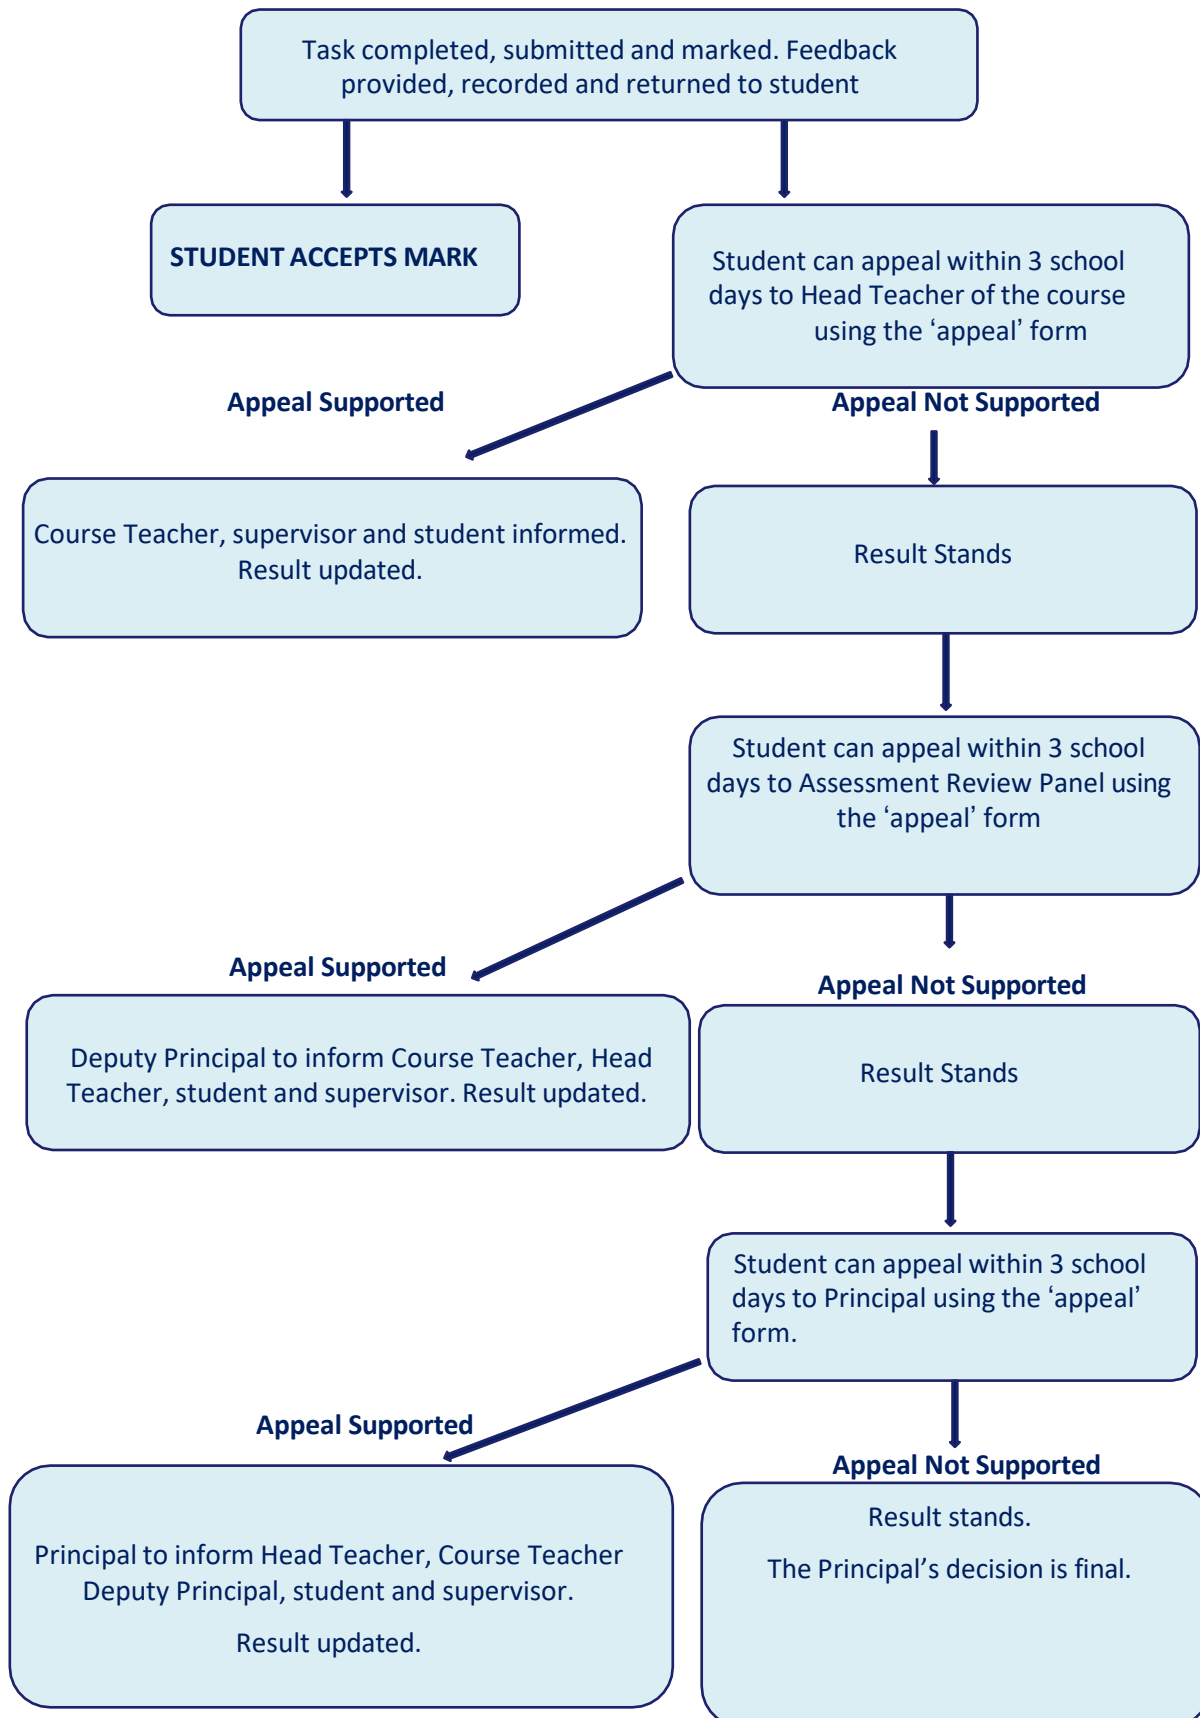 Task completed, submitted and marked. Feedback
provided, recorded and returned to student
STUDENT ACCEPTS MARK
Student can appeal within 3 school
days to Head Teacher of the course
using the ‘appeal’ form
Appeal Supported
Appeal Not Supported
Course Teacher, supervisor and student informed.
Result updated.
Result Stands
Student can appeal within 3 school
days to Assessment Review Panel using
the ‘appeal’ form
Appeal Supported
Appeal Not Supported
Deputy Principal to inform Course Teacher, Head
Teacher, student and supervisor. Result updated.
Result Stands
Student can appeal within 3 school
days to Principal using the ‘appeal’
form.
Appeal Supported
Appeal Not Supported
Principal to inform Head Teacher, Course Teacher
Deputy Principal, student and supervisor.
Result updated.
Result stands.
The Principal’s decision is final.